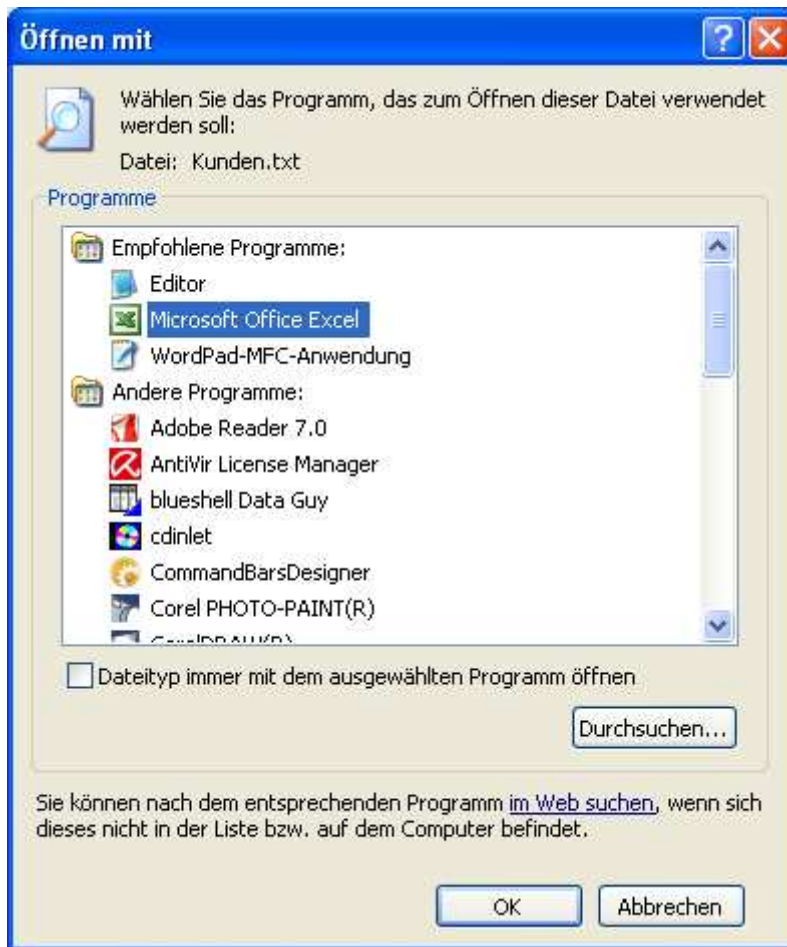 Öffnen mit
Wählen Sie das Programm, das zum Öffnen dieser Datei verwendet
werden soll:
Datei: Kunden.txt
Programme
Empfohlene Programme:
Editor
Microsoft Office Excel
WordPad-MFC-Anwendung
Andere Programme:
Adobe Reader 7.0
AntiVir License Manager
blueshell Data Guy
cdinlet
CommandBarsDesigner
Corel PHOTO-PAINT(R)
CorelDRAW(R)
Dateityp immer mit dem ausgewählten Programm öffnen
Durchsuchen...
Sie können nach dem entsprechenden Programm im Web suchen, wenn sich
dieses nicht in der Liste bzw. auf dem Computer befindet.
OK
Abbrechen